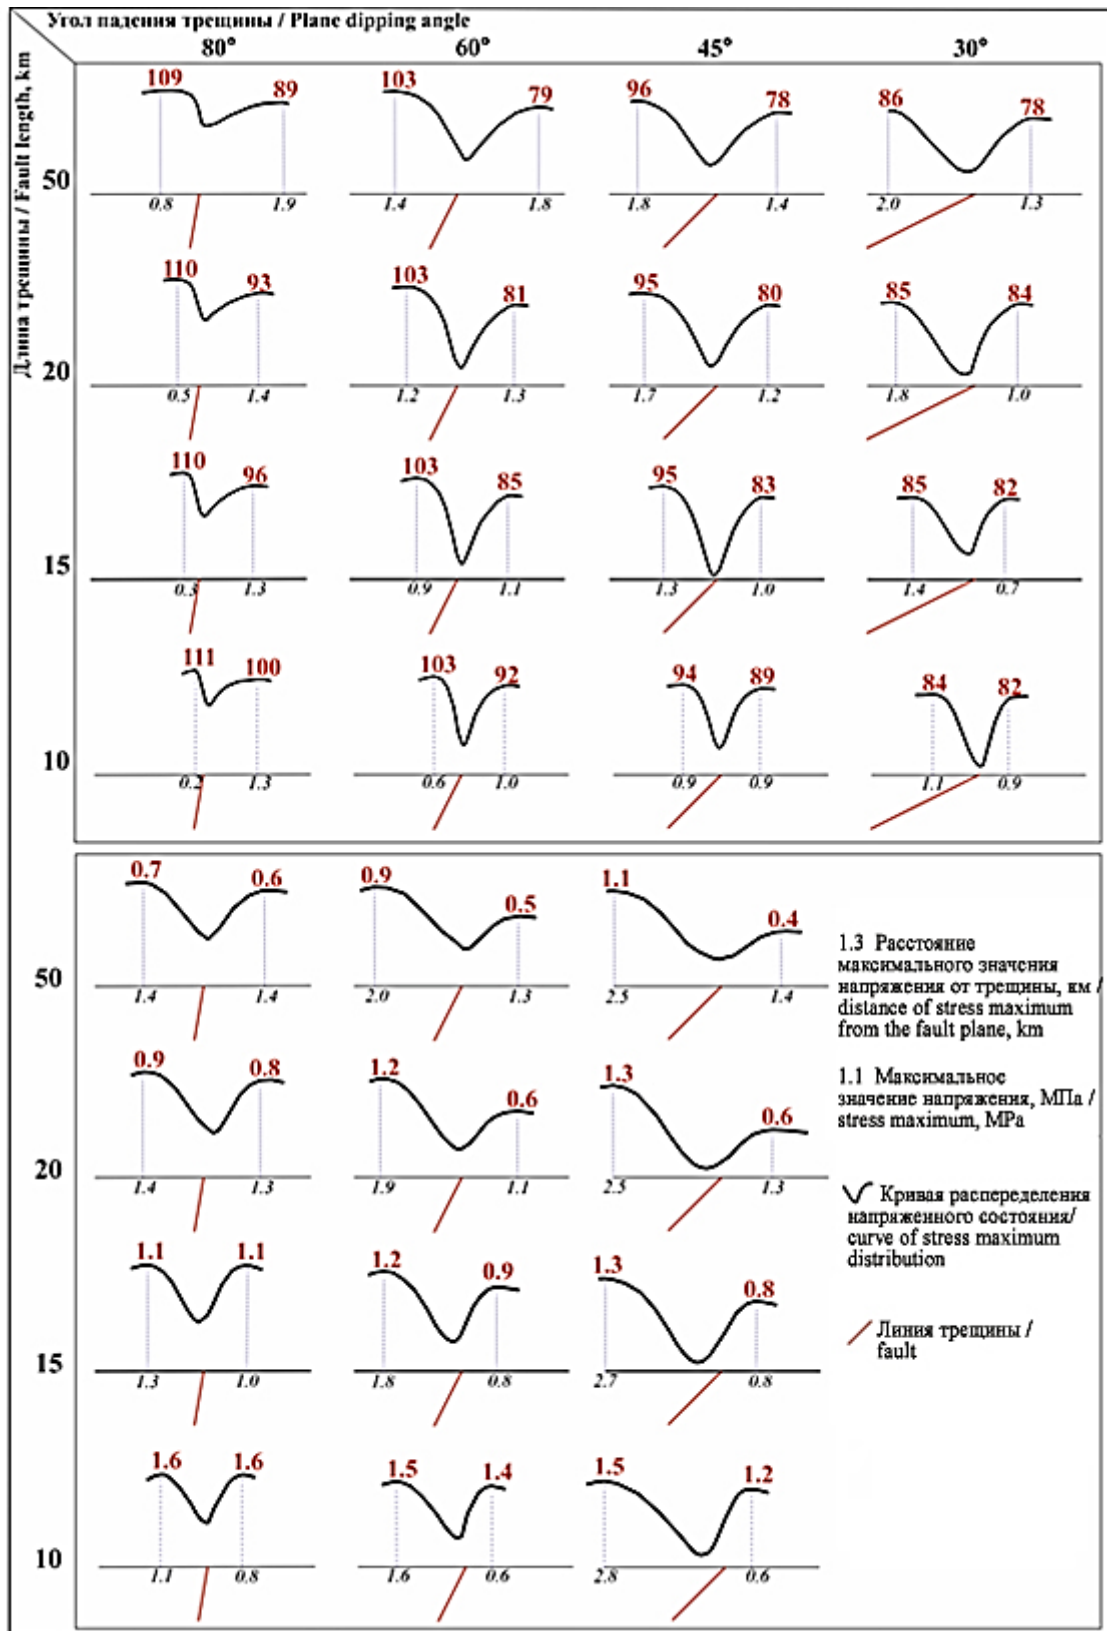 Угол падения трещины / Plane dipping angle
80° 60° 45° 30°
Длина трещины / Fault length, km
109 89 103 79 96 78 86 78
50
0.8 1.9 1.4 1.8 1.8 1.4 2.0 1.3
110 93 103 81 95 80 85 84
20
0.5 1.4 1.2 1.3 1.7 1.2 1.8 1.0
110 96 103 85 95 83 85 82
15
0.3 1.3 0.9 1.1 1.3 1.0 1.4 0.7
111 100 103 92 94 89 84 82
10
0.2 1.3 0.6 1.0 0.9 0.9 1.1 0.9
0.7 0.6 0.9 0.5 1.1 0.4
50
1.4 1.4 2.0 1.3 2.5 1.4
0.9 0.8 1.2 0.6 1.3 0.6
20
1.4 1.3 1.9 1.1 2.5 1.3
1.1 1.1 1.2 0.9 1.3 0.8
15
1.3 1.0 1.8 0.8 2.7 0.8
1.6 1.6 1.5 1.4 1.5 1.2
10
1.1 0.8 1.6 0.6 2.8 0.6
1.3 Расстояние
максимального значения
напряжения от трещины, км /
distance of stress maximum
from the fault plane, km
1.1 Максимальное
значение напряжения, МПа /
stress maximum, MPa
Кривая распеределения
напряженного состояния/
curve of stress maximum
distribution
Линия трещины /
fault